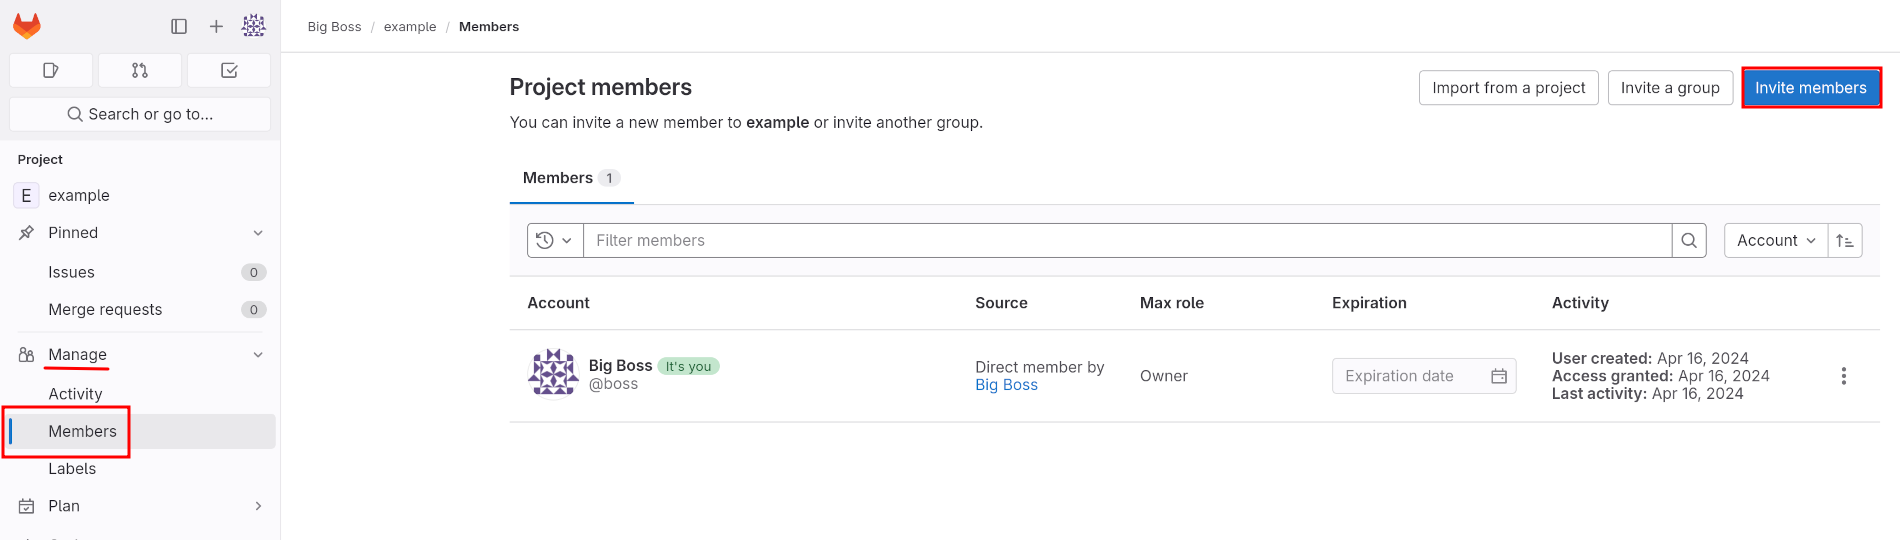 Big Boss / example / Members
Search or go to...
Project
E example
Pinned
Issues 0
Merge requests 0
Manage
Activity
Members
Labels
Plan
Project members
Import from a project
Invite a group
Invite members
You can invite a new member to example or invite another group.
Members 1
Filter members
Account
Account Source Max role Expiration Activity
Big Boss It's you
@boss
Direct member by
Big Boss
Owner
Expiration date
User created: Apr 16, 2024
Access granted: Apr 16, 2024
Last activity: Apr 16, 2024